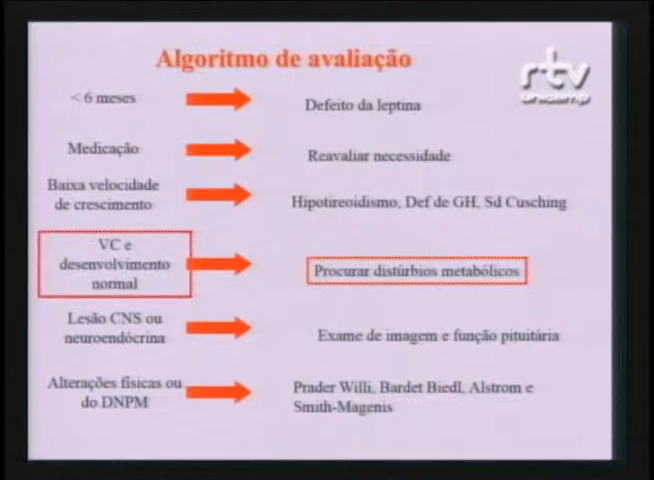 Algoritmo de avaliação
rtv
unicamp
< 6 meses
Defeito da leptina
Medicação
Reavaliar necessidade
Baixa velocidade
de crescimento
Hipotireoidismo, Def de GH, Sd Cusching
VC e
desenvolvimento
normal
Procurar distúrbios metabólicos
Lesão CNS ou
neuroendócrina
Exame de imagem e função pituitária
Alterações físicas ou
do DNPM
Prader Willi, Bardet Biedl, Alstrom e
Smith-Magenis